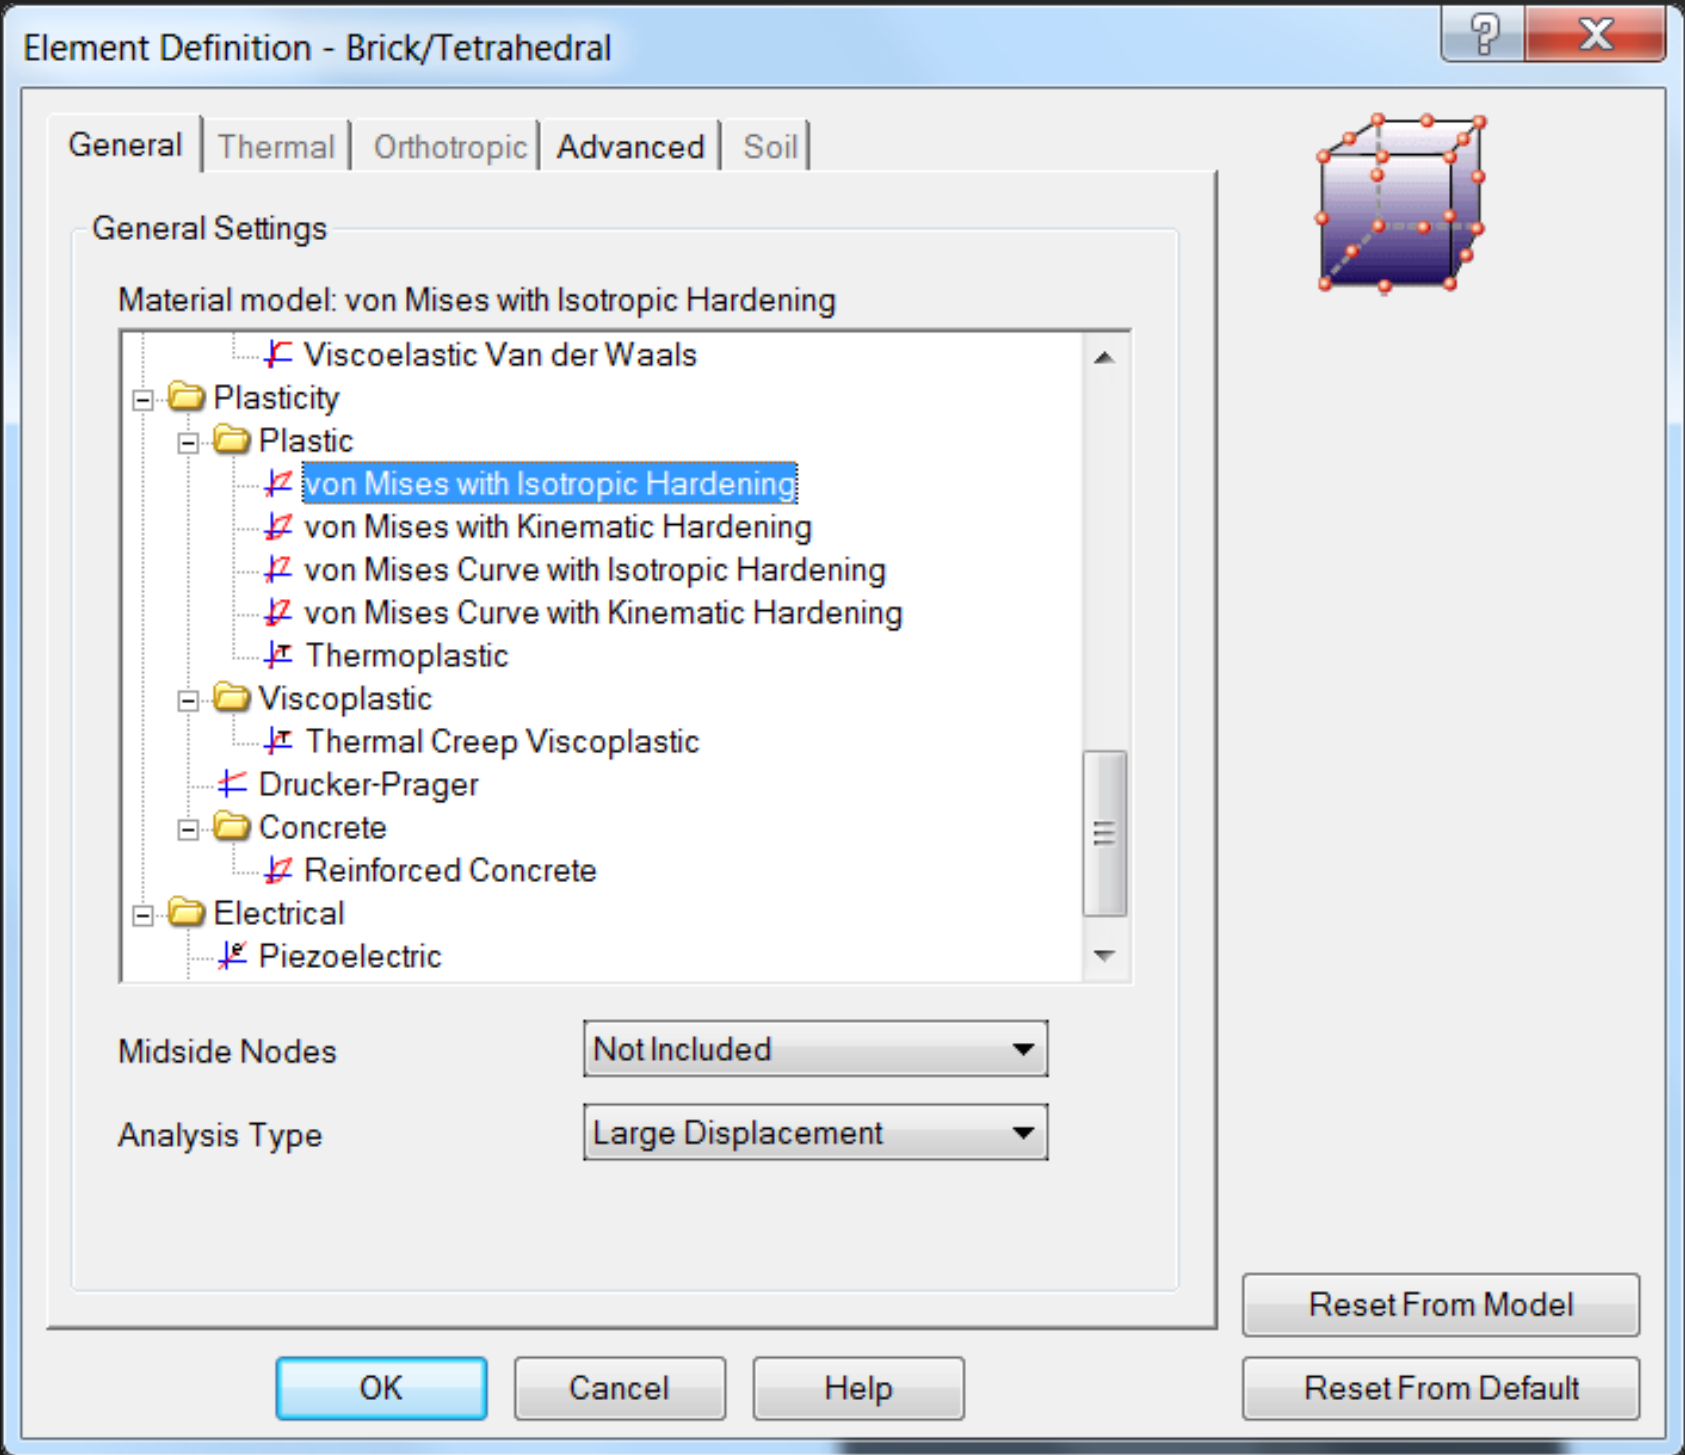 Element Definition - Brick/Tetrahedral
General Thermal Orthotropic Advanced Soil
General Settings
Material model: von Mises with Isotropic Hardening
Viscoelastic Van der Waals
Plasticity
Plastic
von Mises with Isotropic Hardening
von Mises with Kinematic Hardening
von Mises Curve with Isotropic Hardening
von Mises Curve with Kinematic Hardening
Thermoplastic
Viscoplastic
Thermal Creep Viscoplastic
Drucker-Prager
Concrete
Reinforced Concrete
Electrical
Piezoelectric
Midside Nodes Not Included
Analysis Type Large Displacement
Reset From Model
OK Cancel Help Reset From Default